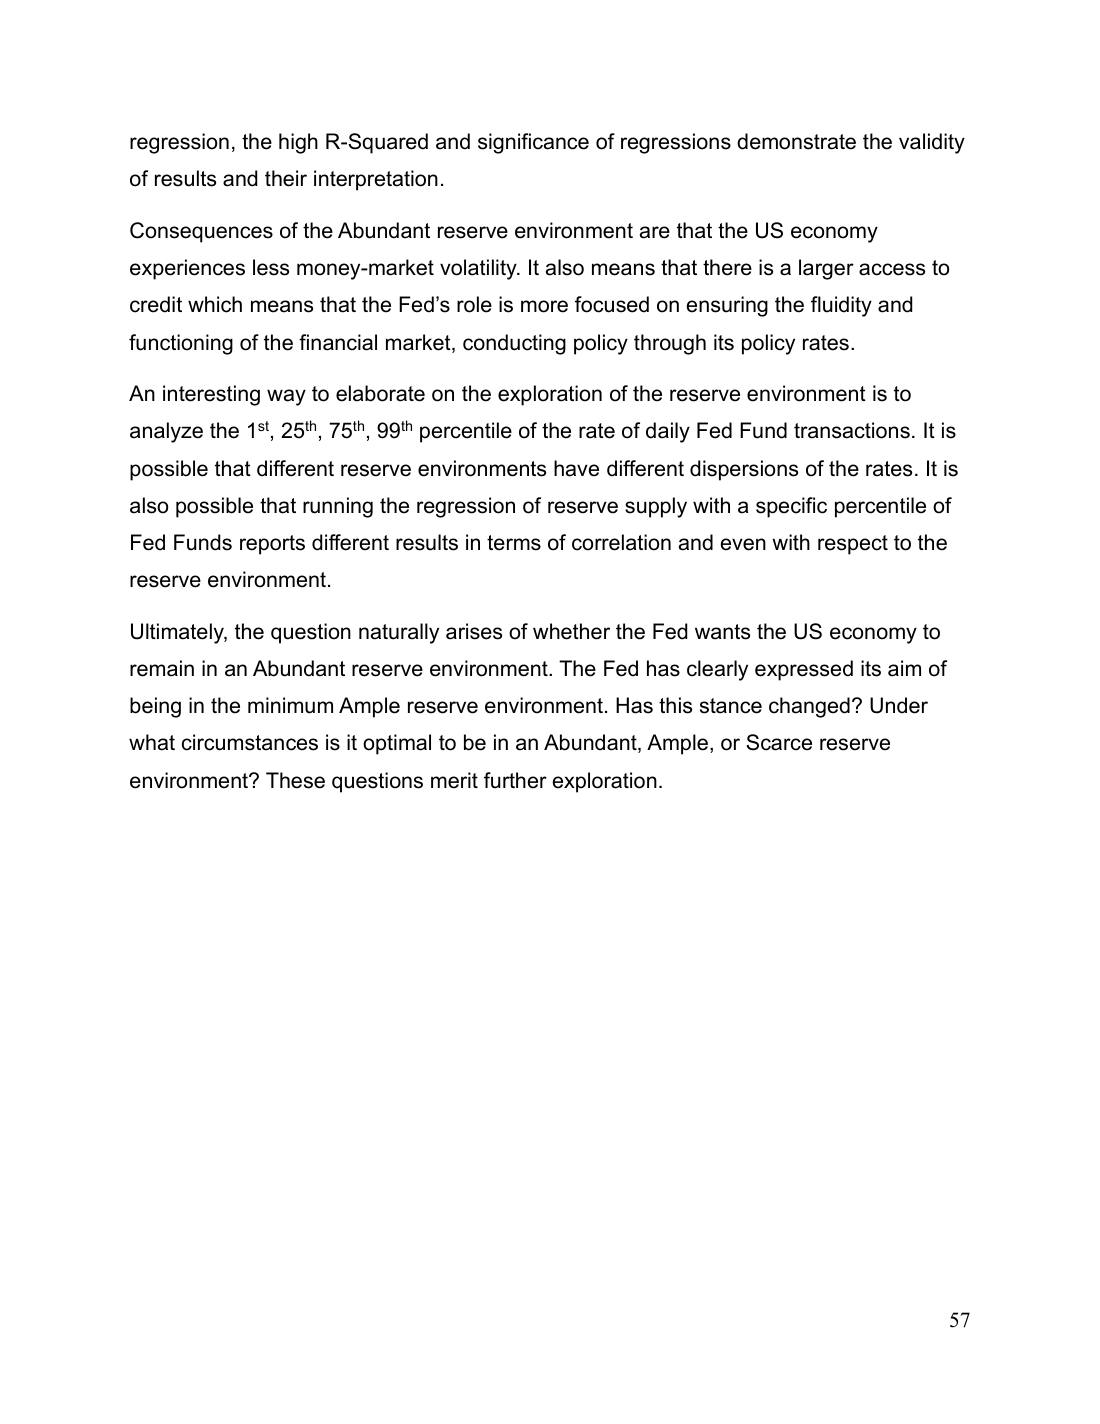 regression, the high R-Squared and significance of regressions demonstrate the validity
of results and their interpretation.
Consequences of the Abundant reserve environment are that the US economy
experiences less money-market volatility. It also means that there is a larger access to
credit which means that the Fed’s role is more focused on ensuring the fluidity and
functioning of the financial market, conducting policy through its policy rates.
An interesting way to elaborate on the exploration of the reserve environment is to
analyze the 1st, 25th, 75th, 99th percentile of the rate of daily Fed Fund transactions. It is
possible that different reserve environments have different dispersions of the rates. It is
also possible that running the regression of reserve supply with a specific percentile of
Fed Funds reports different results in terms of correlation and even with respect to the
reserve environment.
Ultimately, the question naturally arises of whether the Fed wants the US economy to
remain in an Abundant reserve environment. The Fed has clearly expressed its aim of
being in the minimum Ample reserve environment. Has this stance changed? Under
what circumstances is it optimal to be in an Abundant, Ample, or Scarce reserve
environment? These questions merit further exploration.
57